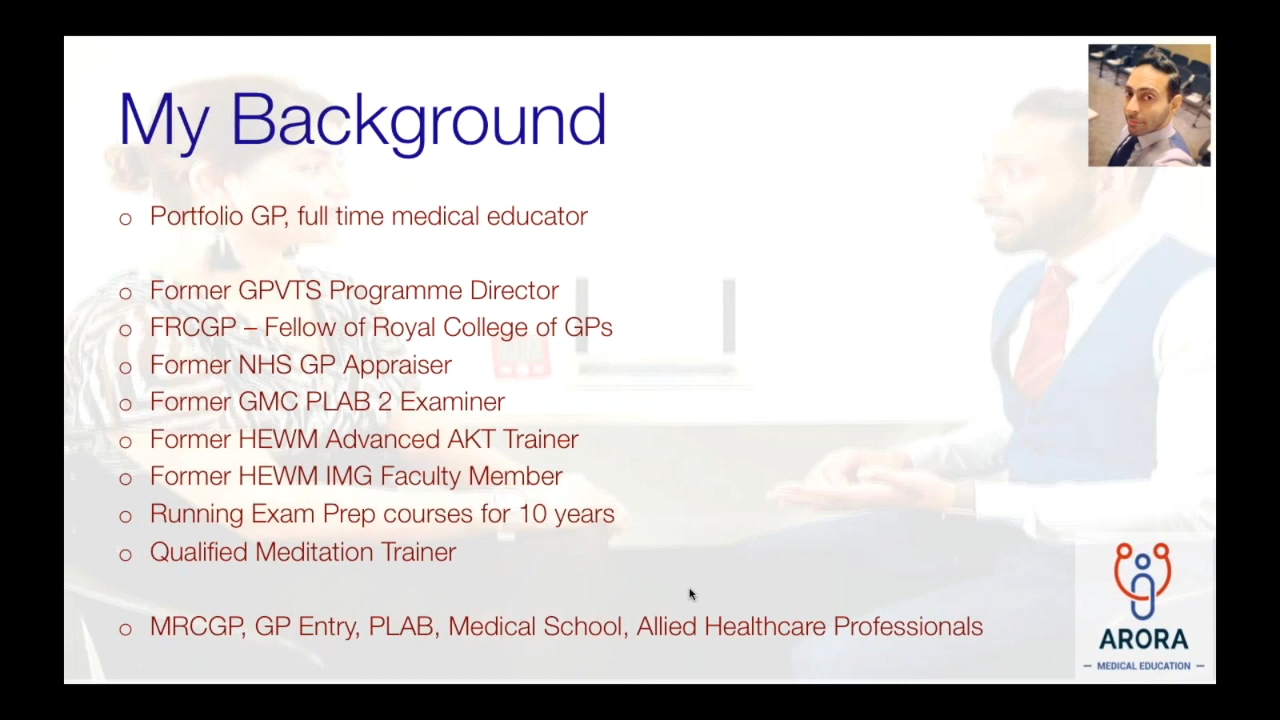 My Background
o Portfolio GP, full time medical educator
o Former GPVTS Programme Director
o FRCGP – Fellow of Royal College of GPs
o Former NHS GP Appraiser
o Former GMC PLAB 2 Examiner
o Former HEWM Advanced AKT Trainer
o Former HEWM IMG Faculty Member
o Running Exam Prep courses for 10 years
o Qualified Meditation Trainer
o MRCGP, GP Entry, PLAB, Medical School, Allied Healthcare Professionals
ARORA
— MEDICAL EDUCATION —